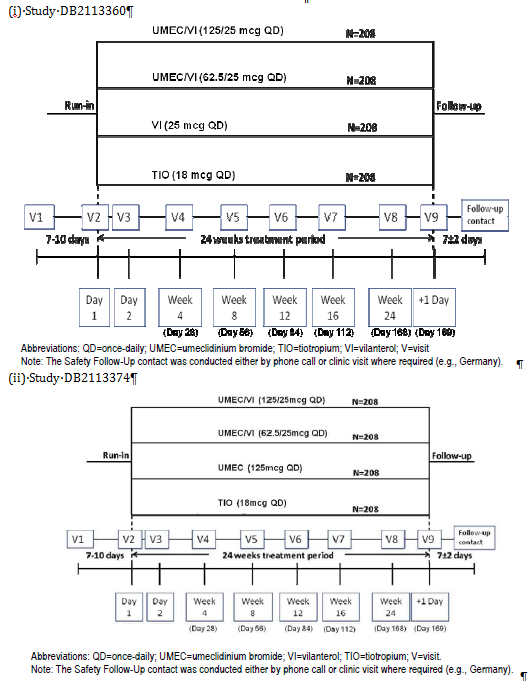 ¶
(i)·Study·DB2113360¶
UMEC/VI (125/25 mcg QD) N=208
UMEC/VI (62.5/25 mcg QD) N=208
Run-in Follow-up
VI (25 mcg QD) N=208
TIO (18 mcg QD) N=208
V1 V2 V3 V4 V5 V6 V7 V8 V9 Follow-up contact
7-10 days 24 weeks treatment period 7±2 days
Day 1 Day 2 Week 4 Week 8 Week 12 Week 16 Week 24 +1 Day
(Day 28) (Day 56) (Day 84) (Day 112) (Day 168) (Day 169)
Abbreviations: QD=once-daily; UMEC=umeclidinium bromide; TIO=tiotropium; VI=vilanterol; V=visit
Note: The Safety Follow-Up contact was conducted either by phone call or clinic visit where required (e.g., Germany). ¶
(ii)·Study·DB2113374¶
UMEC/VI (125/25mcg QD) N=208
UMEC/VI (62.5/25mcg QD) N=208
Run-in Follow-up
UMEC (125mcg QD) N=208
TIO (18mcg QD) N=208
V1 V2 V3 V4 V5 V6 V7 V8 V9 Follow-up contact
7-10 days 24 weeks treatment period 7±2 days
Day 1 Day 2 Week 4 Week 8 Week 12 Week 16 Week 24 +1 Day
(Day 28) (Day 56) (Day 84) (Day 112) (Day 168) (Day 169)
Abbreviations: QD=once-daily; UMEC=umeclidinium bromide; VI=vilanterol; TIO=tiotropium; V=visit.
Note: The Safety Follow-Up contact was conducted either by phone call or clinic visit where required (e.g., Germany). ¶